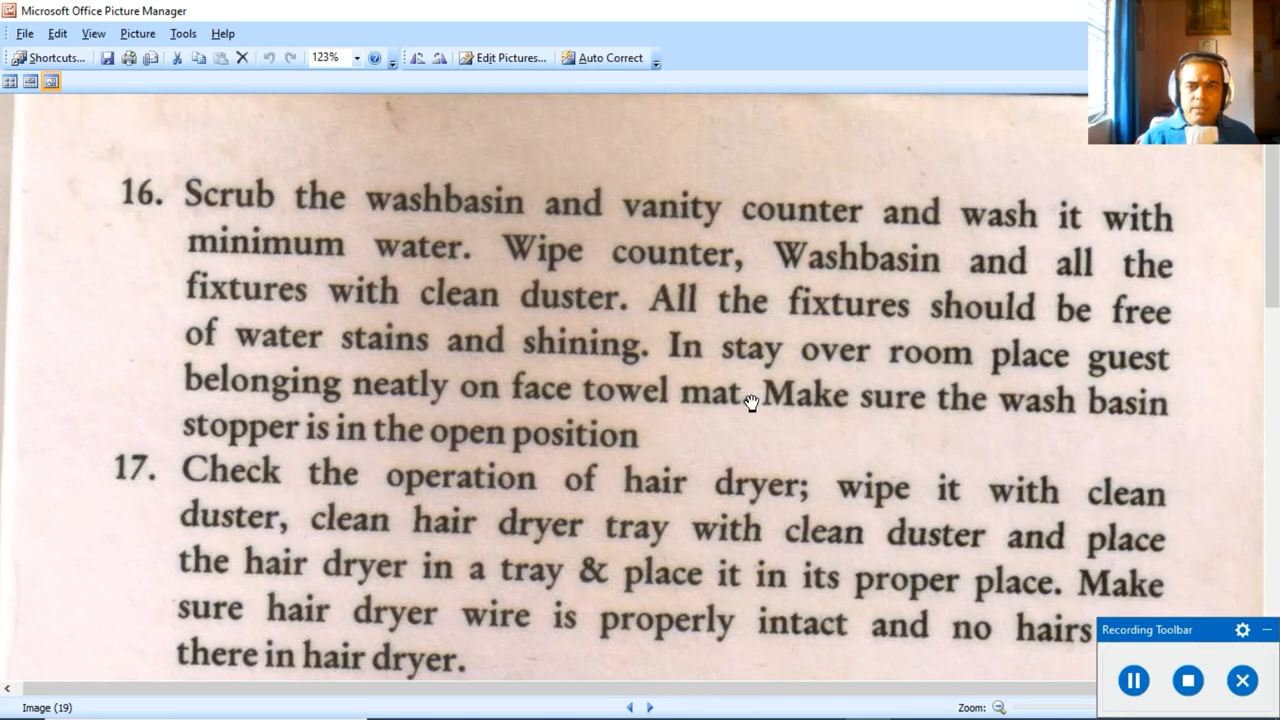 Microsoft Office Picture Manager
File Edit View Picture Tools Help
Shortcuts... 123% Edit Pictures... Auto Correct
16. Scrub the washbasin and vanity counter and wash it with
minimum water. Wipe counter, Washbasin and all the
fixtures with clean duster. All the fixtures should be free
of water stains and shining. In stay over room place guest
belonging neatly on face towel mat. Make sure the wash basin
stopper is in the open position
17. Check the operation of hair dryer; wipe it with clean
duster, clean hair dryer tray with clean duster and place
the hair dryer in a tray & place it in its proper place. Make
sure hair dryer wire is properly intact and no hairs
there in hair dryer.
Recording Toolbar
Image (19) Zoom: